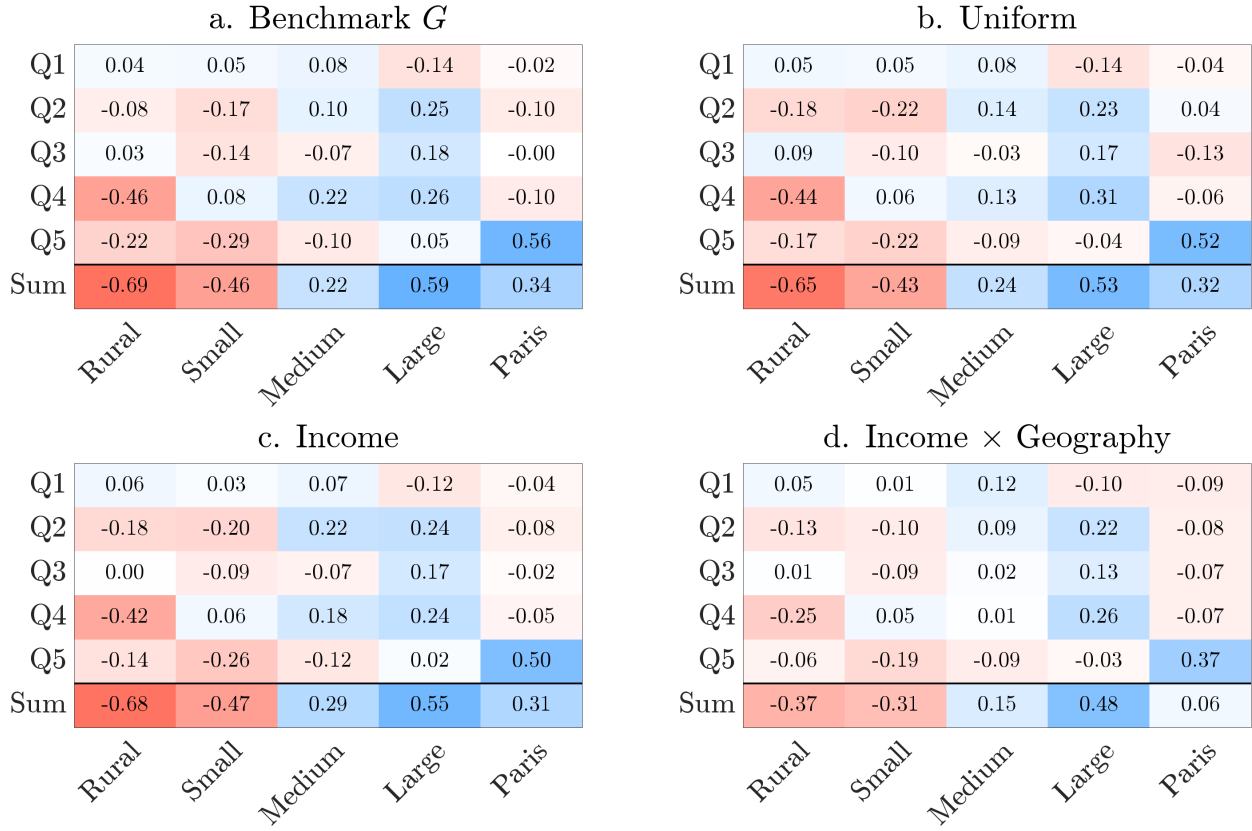 a. Benchmark G
Q1 0.04 0.05 0.08 -0.14 -0.02
Q2 -0.08 -0.17 0.10 0.25 -0.10
Q3 0.03 -0.14 -0.07 0.18 -0.00
Q4 -0.46 0.08 0.22 0.26 -0.10
Q5 -0.22 -0.29 -0.10 0.05 0.56
Sum -0.69 -0.46 0.22 0.59 0.34
Rural Small Medium Large Paris
b. Uniform
Q1 0.05 0.05 0.08 -0.14 -0.04
Q2 -0.18 -0.22 0.14 0.23 0.04
Q3 0.09 -0.10 -0.03 0.17 -0.13
Q4 -0.44 0.06 0.13 0.31 -0.06
Q5 -0.17 -0.22 -0.09 -0.04 0.52
Sum -0.65 -0.43 0.24 0.53 0.32
Rural Small Medium Large Paris
c. Income
Q1 0.06 0.03 0.07 -0.12 -0.04
Q2 -0.18 -0.20 0.22 0.24 -0.08
Q3 0.00 -0.09 -0.07 0.17 -0.02
Q4 -0.42 0.06 0.18 0.24 -0.05
Q5 -0.14 -0.26 -0.12 0.02 0.50
Sum -0.68 -0.47 0.29 0.55 0.31
Rural Small Medium Large Paris
d. Income × Geography
Q1 0.05 0.01 0.12 -0.10 -0.09
Q2 -0.13 -0.10 0.09 0.22 -0.08
Q3 0.01 -0.09 0.02 0.13 -0.07
Q4 -0.25 0.05 0.01 0.26 -0.07
Q5 -0.06 -0.19 -0.09 -0.03 0.37
Sum -0.37 -0.31 0.15 0.48 0.06
Rural Small Medium Large Paris